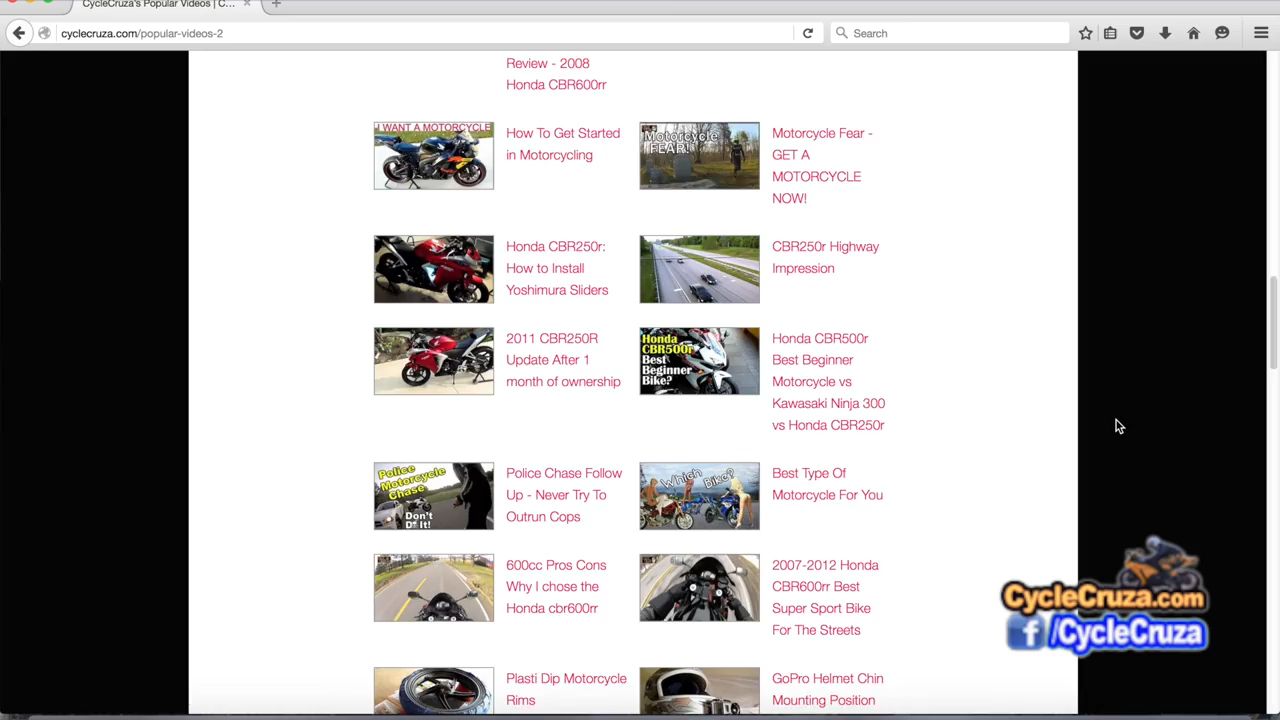 CycleCruza's Popular Videos | C...
cyclecruza.com/popular-videos-2
Search
Review - 2008
Honda CBR600rr
I WANT A MOTORCYCLE
How To Get Started
in Motorcycling
Motorcycle
FEAR!
Motorcycle Fear -
GET A
MOTORCYCLE
NOW!
Honda CBR250r:
How to Install
Yoshimura Sliders
CBR250r Highway
Impression
2011 CBR250R
Update After 1
month of ownership
Honda
CBR500r
Best
Beginner
Bike?
Honda CBR500r
Best Beginner
Motorcycle vs
Kawasaki Ninja 300
vs Honda CBR250r
Police
Motorcycle
Chase
Don't
Do It!
Police Chase Follow
Up - Never Try To
Outrun Cops
Which Bike?
Best Type Of
Motorcycle For You
600cc Pros Cons
Why I chose the
Honda cbr600rr
2007-2012 Honda
CBR600rr Best
Super Sport Bike
For The Streets
CycleCruza.com
f /CycleCruza
Plasti Dip Motorcycle
Rims
GoPro Helmet Chin
Mounting Position